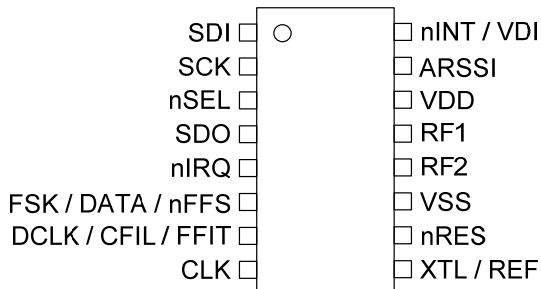 SDI nINT / VDI
SCK ARSSI
nSEL VDD
SDO RF1
nIRQ RF2
FSK / DATA / nFFS VSS
DCLK / CFIL / FFIT nRES
CLK XTL / REF